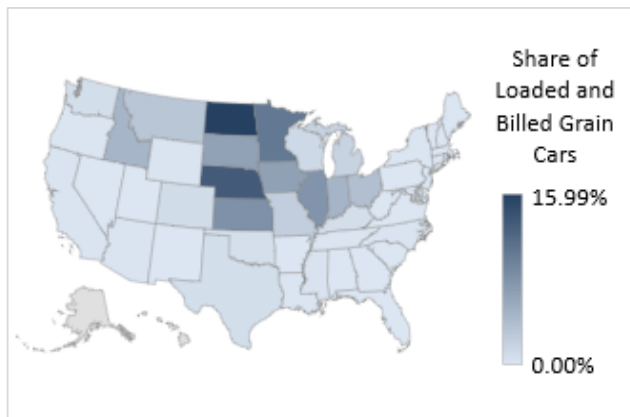 Share of
Loaded and
Billed Grain
Cars
15.99%
0.00%